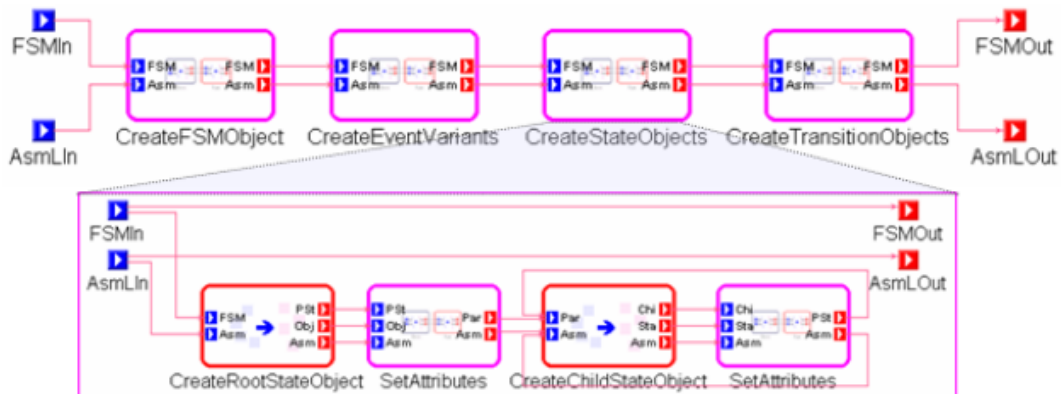 FSMIn
FSM FSM FSM FSM FSM FSM FSM FSM
FSMOut
Asm Asm Asm Asm Asm Asm Asm Asm
CreateFSMObject CreateEventVariants CreateStateObjects CreateTransitionObjects
AsmLIn
AsmLOut
FSMIn
FSMOut
AsmLIn
AsmLOut
PSt PSt Chi Chi
FSM Obj Obj Par Par Sta Sta PSt
Asm Asm Asm Asm Asm Asm Asm Asm
CreateRootStateObject SetAttributes CreateChildStateObject SetAttributes